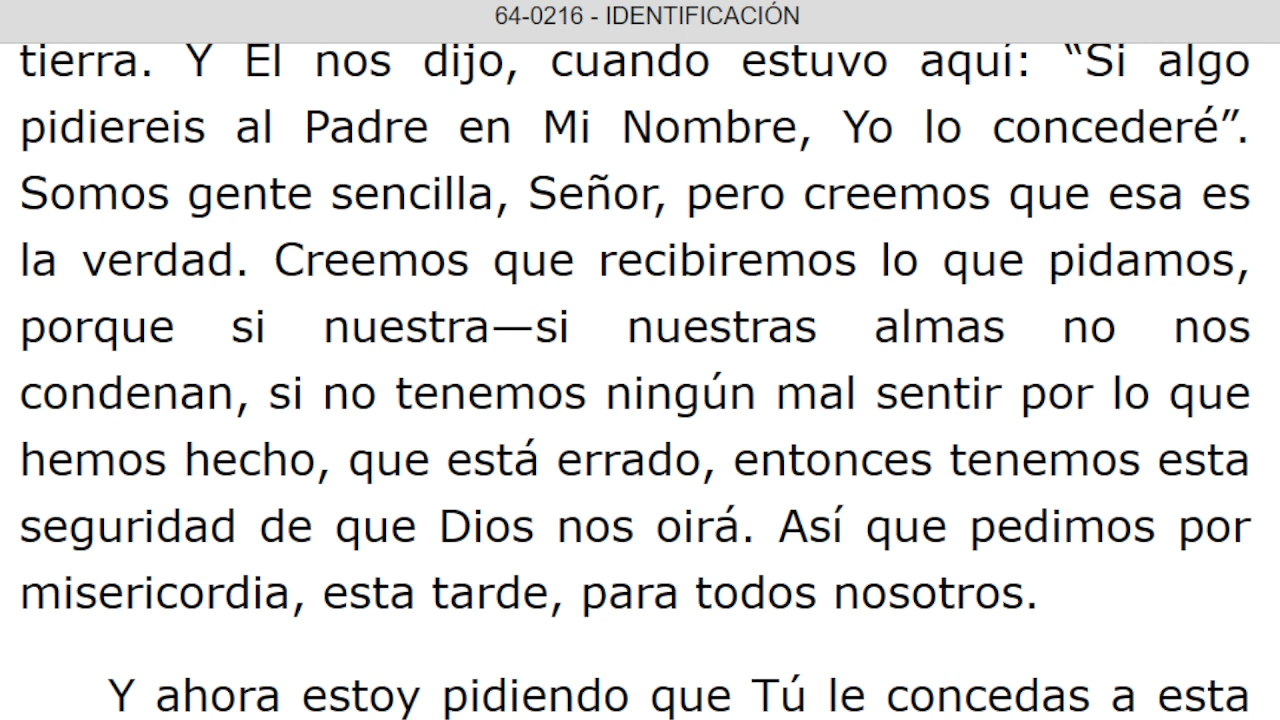 64-0216 - IDENTIFICACIÓN
tierra. Y Él nos dijo, cuando estuvo aquí: “Si algo
pidiereis al Padre en Mi Nombre, Yo lo concederé”.
Somos gente sencilla, Señor, pero creemos que esa es
la verdad. Creemos que recibiremos lo que pidamos,
porque si nuestra—si nuestras almas no nos
condenan, si no tenemos ningún mal sentir por lo que
hemos hecho, que está errado, entonces tenemos esta
seguridad de que Dios nos oirá. Así que pedimos por
misericordia, esta tarde, para todos nosotros.
Y ahora estoy pidiendo que Tú le concedas a esta